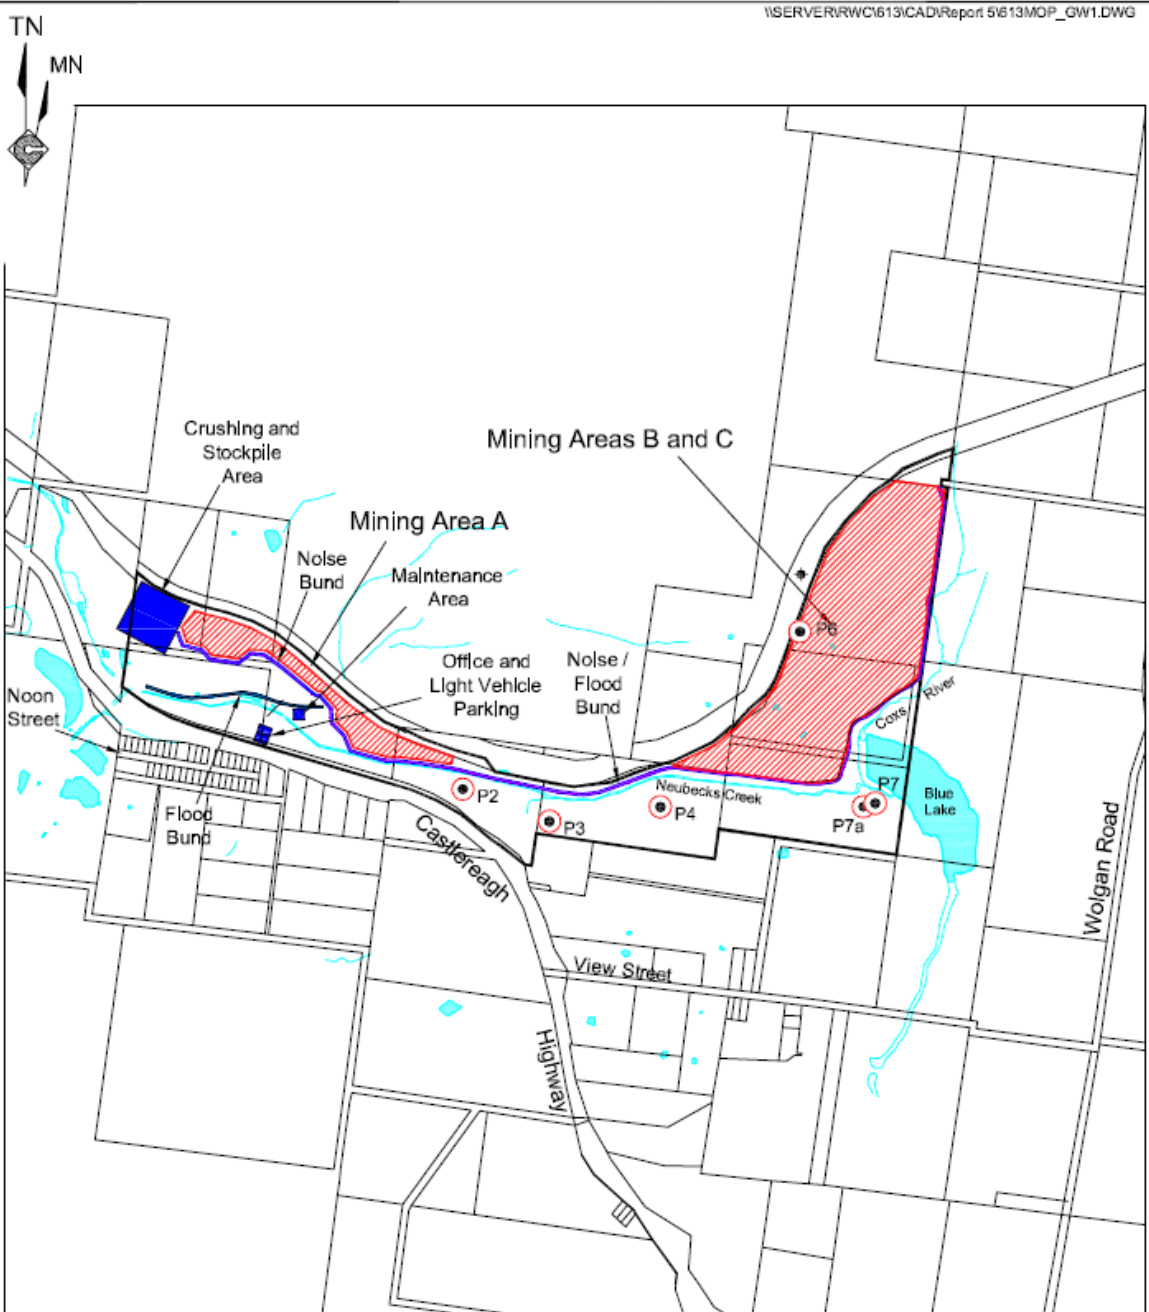 \\SERVER\RWC\613\CAD\Report 5\613MOP_GW1.DWG
TN
MN
Crushing and
Stockpile
Area
Mining Areas B and C
Mining Area A
Noise
Bund
Maintenance
Area
P6
Office and
Light Vehicle
Parking
Noise /
Flood
Bund
Noon
Street
Coxs River
Neubecks Creek
P7
Blue
Lake
P2
P4
P7a
P3
Flood
Bund
Castlereagh
Wolgan Road
View Street
Highway